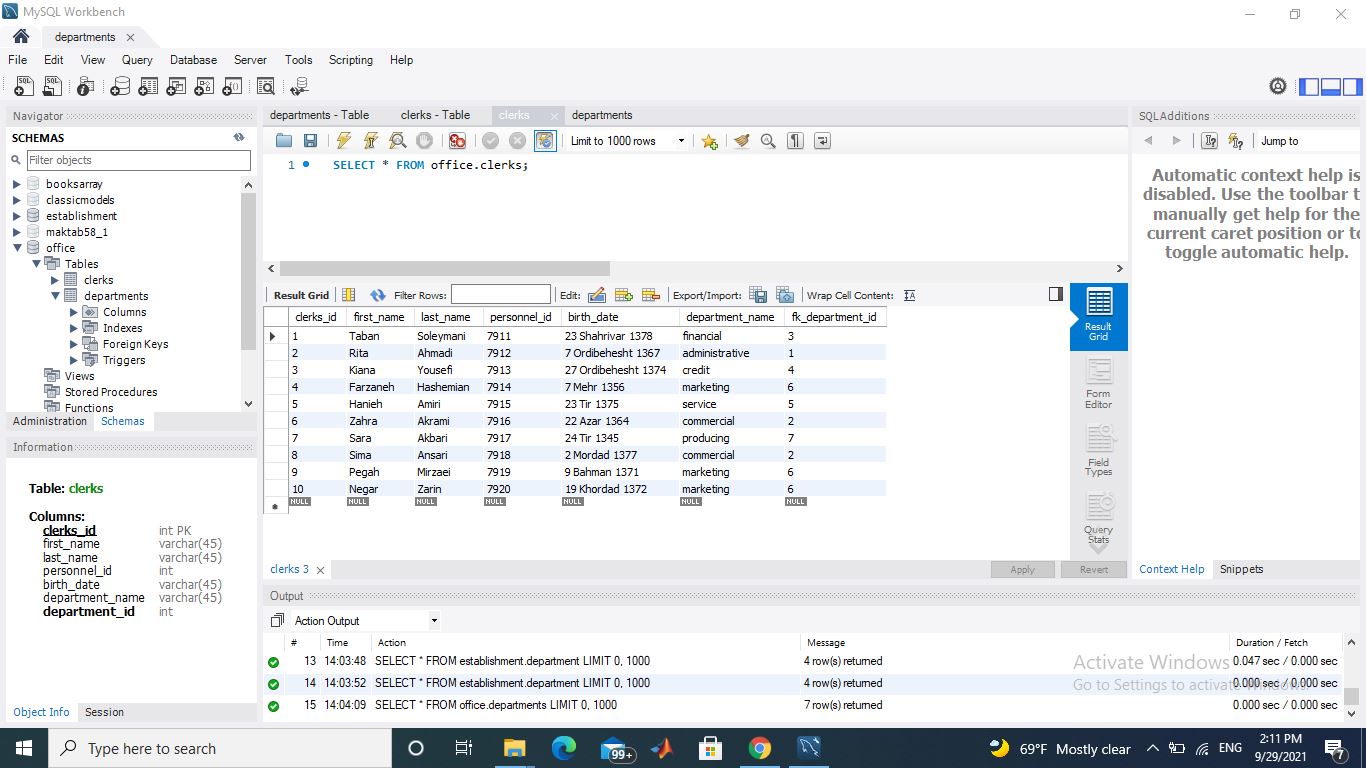 MySQL Workbench
departments
File Edit View Query Database Server Tools Scripting Help
Navigator
SCHEMAS
Filter objects
booksarray
classicmodels
establishment
maktab58_1
office
Tables
clerks
departments
Columns
Indexes
Foreign Keys
Triggers
Views
Stored Procedures
Functions
Administration Schemas
Information
Table: clerks
Columns:
clerks_id int PK
first_name varchar(45)
last_name varchar(45)
personnel_id int
birth_date varchar(45)
department_name varchar(45)
department_id int
Object Info Session
departments - Table clerks - Table clerks departments
Limit to 1000 rows
1 SELECT * FROM office.clerks;
Result Grid Filter Rows: Edit: Export/Import: Wrap Cell Content:
clerks_id first_name last_name personnel_id birth_date department_name fk_department_id
1 Taban Soleymani 7911 23 Shahrivar 1378 financial 3
2 Rita Ahmadi 7912 7 Ordibehesht 1367 administrative 1
3 Kiana Yousefi 7913 27 Ordibehesht 1374 credit 4
4 Farzaneh Hashemian 7914 7 Mehr 1356 marketing 6
5 Hanieh Amiri 7915 23 Tir 1375 service 5
6 Zahra Akrami 7916 22 Azar 1364 commercial 2
7 Sara Akbari 7917 24 Tir 1345 producing 7
8 Sima Ansari 7918 2 Mordad 1377 commercial 2
9 Pegah Mirzaei 7919 9 Bahman 1371 marketing 6
10 Negar Zarin 7920 19 Khordad 1372 marketing 6
NULL NULL NULL NULL NULL NULL NULL
Result
Grid
Form
Editor
Field
Types
Query
Stats
clerks 3 Apply Revert
SQLAdditions
Jump to
Automatic context help is
disabled. Use the toolbar t
manually get help for the
current caret position or to
toggle automatic help.
Context Help Snippets
Output
Action Output
# Time Action Message Duration / Fetch
13 14:03:48 SELECT * FROM establishment.department LIMIT 0, 1000 4 row(s) returned 0.047 sec / 0.000 sec
14 14:03:52 SELECT * FROM establishment.department LIMIT 0, 1000 4 row(s) returned 0.000 sec / 0.000 sec
15 14:04:09 SELECT * FROM office.departments LIMIT 0, 1000 7 row(s) returned 0.000 sec / 0.000 sec
Activate Windows
Go to Settings to activate Windows.
Type here to search
99+
69°F Mostly clear ENG
2:11 PM
9/29/2021
7